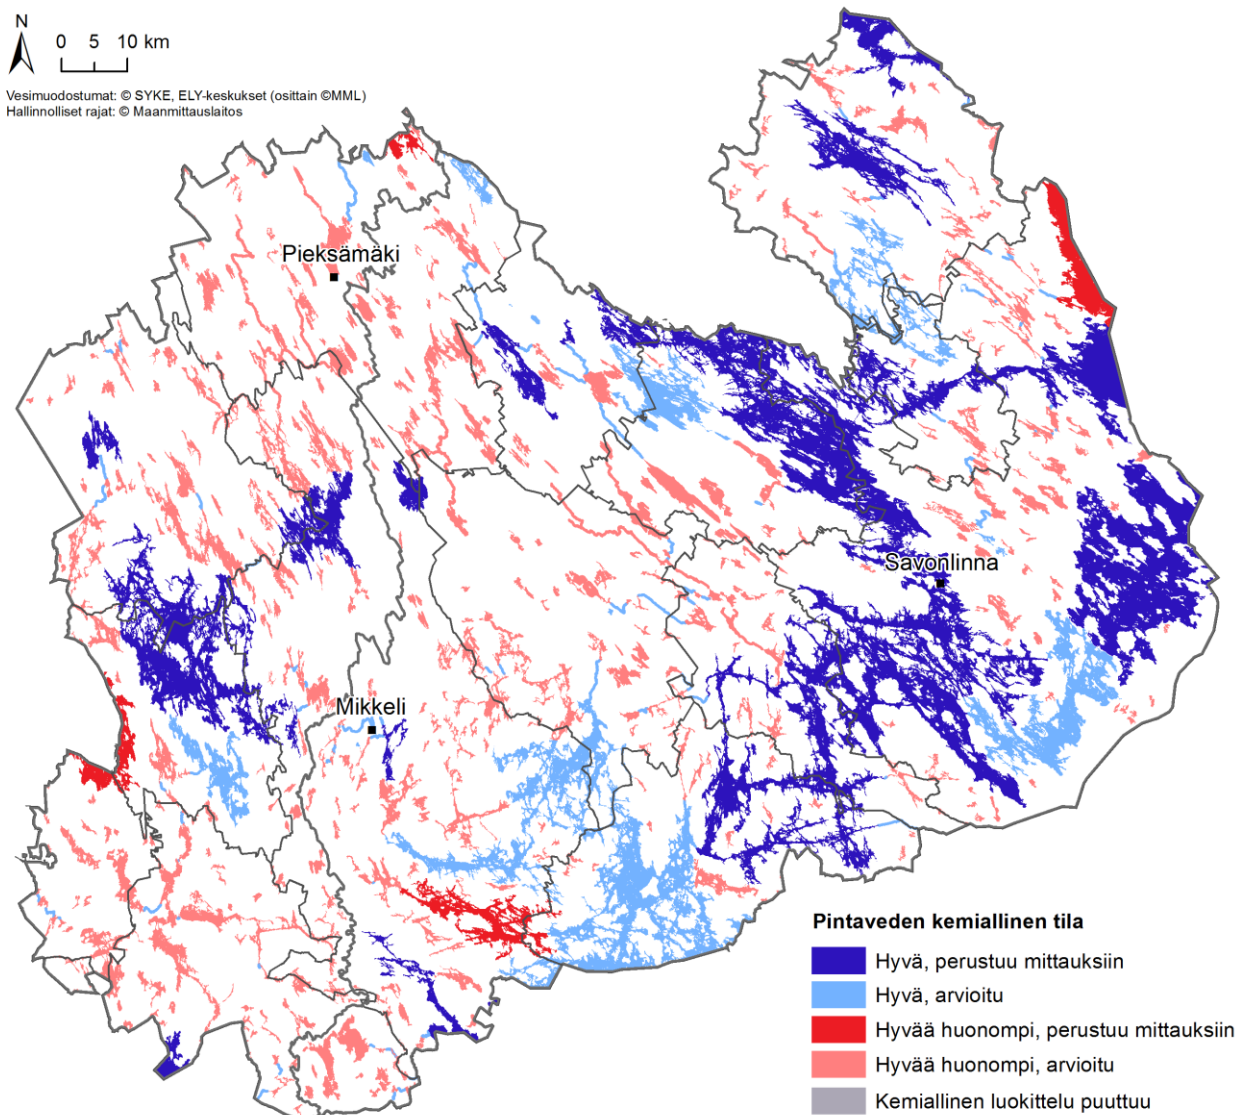 N
0 5 10 km
Vesimuodostumat: © SYKE, ELY-keskukset (osittain ©MML)
Hallinnolliset rajat: © Maanmittauslaitos
Pieksämäki
Savonlinna
Mikkeli
Pintaveden kemiallinen tila
Hyvä, perustuu mittauksiin
Hyvä, arvioitu
Hyvää huonompi, perustuu mittauksiin
Hyvää huonompi, arvioitu
Kemiallinen luokittelu puuttuu